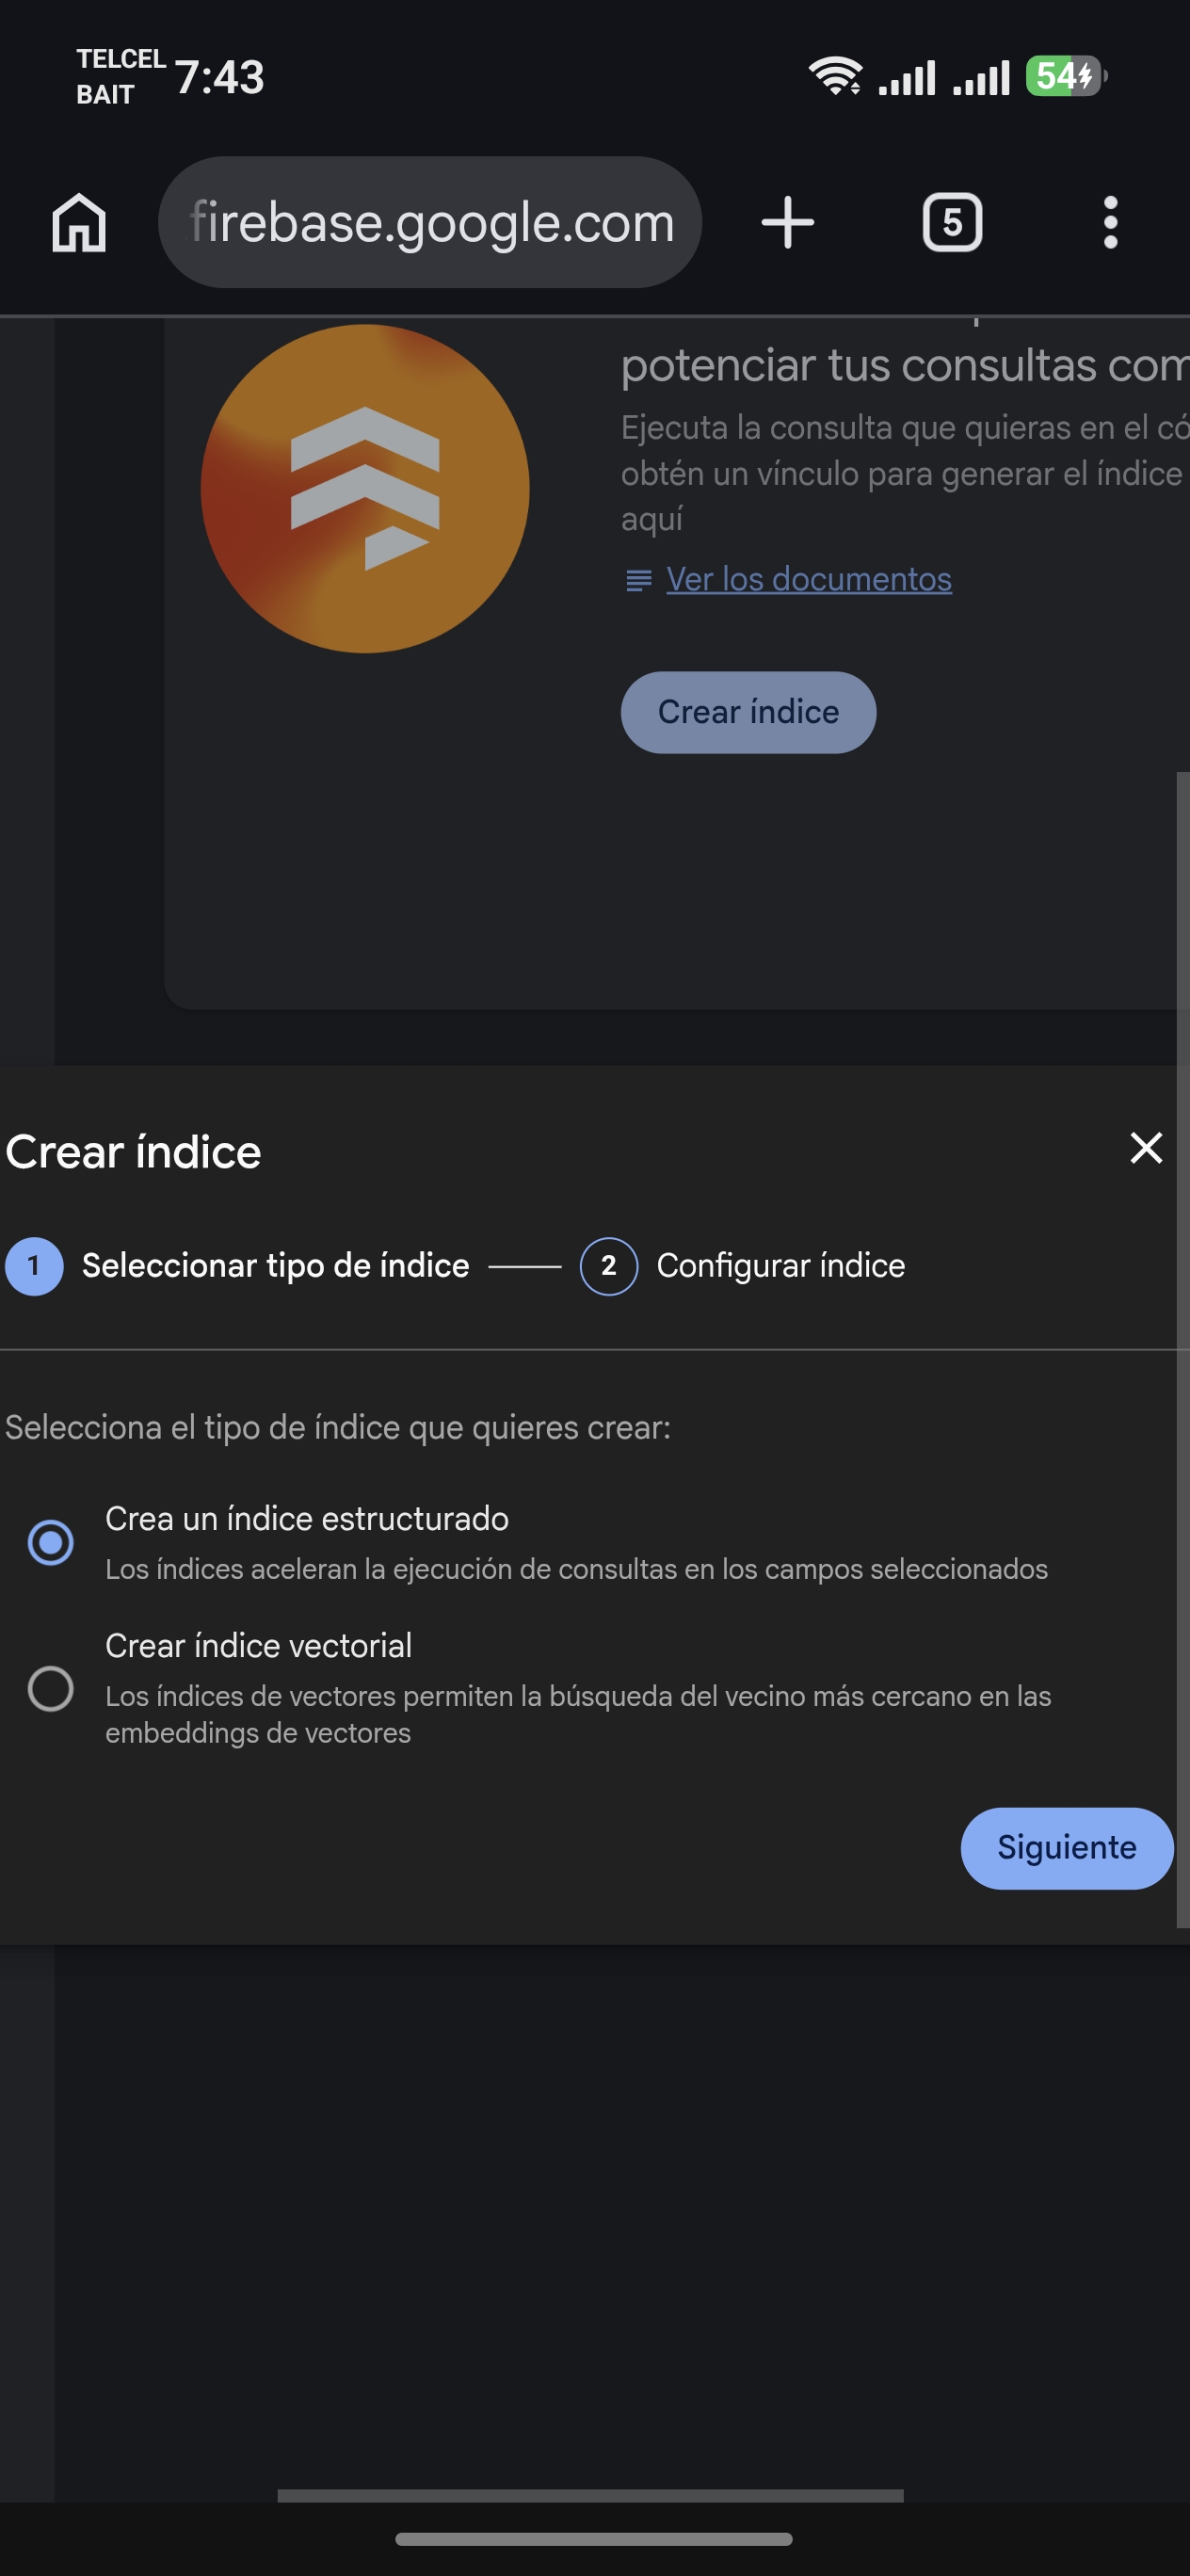 TELCEL
BAIT
7:43
54
firebase.google.com
5
potenciar tus consultas com
Ejecuta la consulta que quieras en el có
obtén un vínculo para generar el índice
aquí
Ver los documentos
Crear índice
Crear índice
1 Seleccionar tipo de índice 2 Configurar índice
Selecciona el tipo de índice que quieres crear:
Crea un índice estructurado
Los índices aceleran la ejecución de consultas en los campos seleccionados
Crear índice vectorial
Los índices de vectores permiten la búsqueda del vecino más cercano en las
embeddings de vectores
Siguiente